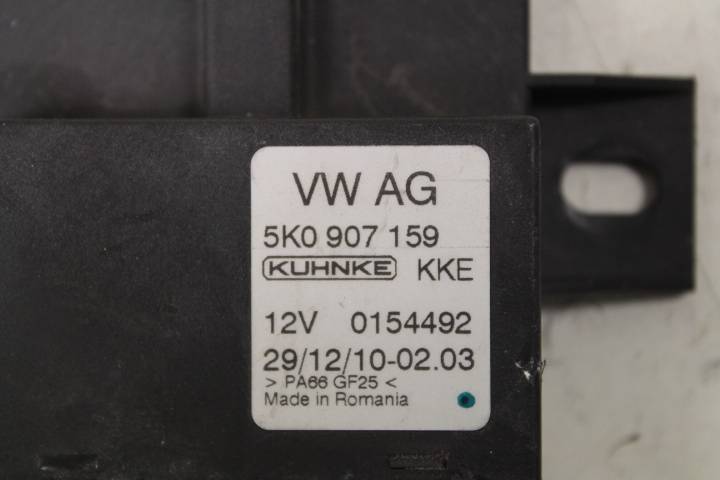 VW AG
5K0 907 159
KUHNKE KKE
12V 0154492
29/12/10-02.03
> PA66 GF25 <
Made in Romania